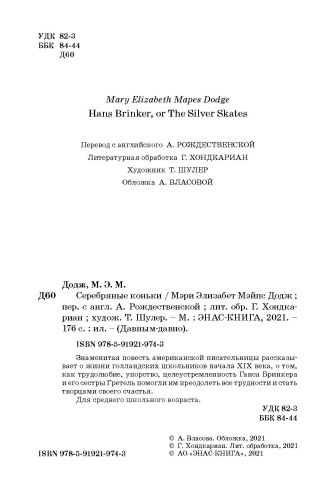 УДК 82-3
ББК 84-44
Д60
Mary Elizabeth Mapes Dodge
Hans Brinker, or The Silver Skates
Перевод с английского А. РОЖДЕСТВЕНСКОЙ
Литературная обработка Г. ХОНДКАРИАН
Художник Т. ШУЛЕР
Обложка А. ВЛАСОВОЙ
Додж, М. Э. М.
Д60 Серебряные коньки / Мэри Элизабет Мэйпс Додж ;
пер. с англ. А. Рождественской ; лит. обр. Г. Хондка-
риан ; худож. Т. Шулер. – М. : ЭНАС-КНИГА, 2021. –
176 с. : ил. – (Давным-давно).
ISBN 978-5-91921-974-3
Знаменитая повесть американской писательницы рассказы-
вает о жизни голландских школьников начала XIX века, о том,
как трудолюбие, упорство, целеустремленность Ганса Бринкера
и его сестры Гретель помогли им преодолеть все трудности и стать
творцами своего счастья.
Для среднего школьного возраста.
УДК 82-3
ББК 84-44
© А. Власова. Обложка, 2021
© Г. Хондкариан. Лит. обработка, 2021
ISBN 978-5-91921-974-3 © АО «ЭНАС-КНИГА», 2021